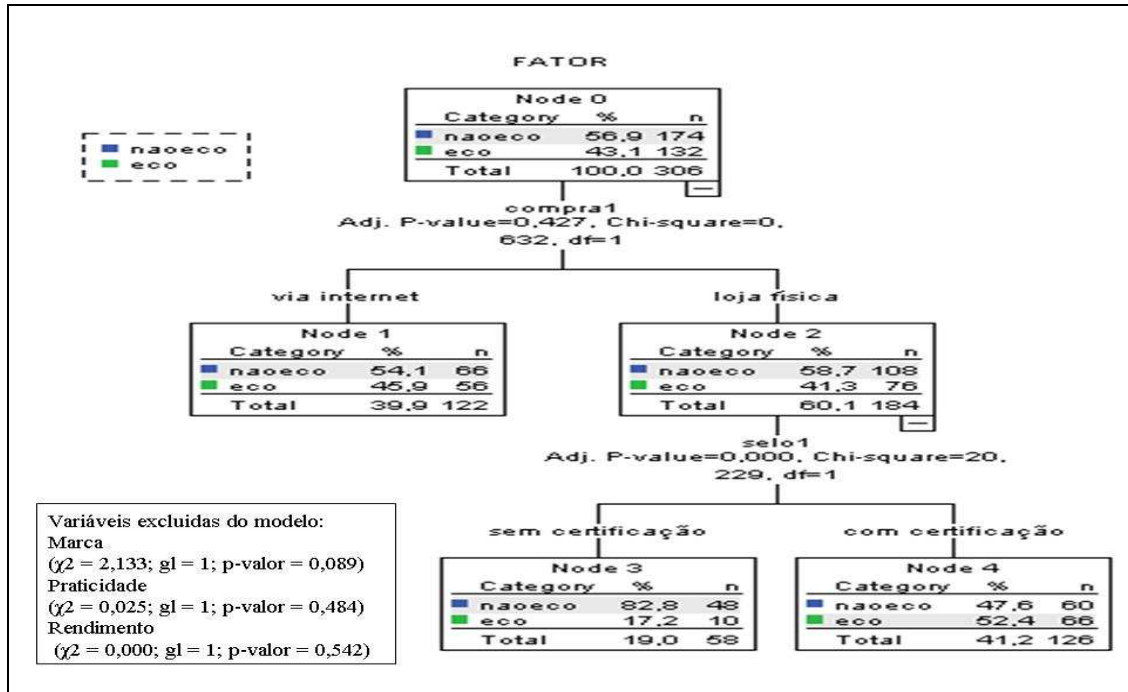 FATOR
Node 0
Category % n
naoeco 56,9 174
eco 43,1 132
Total 100,0 306
naoeco
eco
compra1
Adj. P-value=0,427, Chi-square=0,
632, df=1
via internet
loja física
Node 1
Category % n
naoeco 54,1 66
eco 45,9 56
Total 39,9 122
Node 2
Category % n
naoeco 58,7 108
eco 41,3 76
Total 60,1 184
selo1
Adj. P-value=0,000, Chi-square=20,
229, df=1
sem certificação
com certificação
Node 3
Category % n
naoeco 82,8 48
eco 17,2 10
Total 19,0 58
Node 4
Category % n
naoeco 47,6 60
eco 52,4 66
Total 41,2 126
Variáveis excluidas do modelo:
Marca
(χ2 = 2,133; gl = 1; p-valor = 0,089)
Praticidade
(χ2 = 0,025; gl = 1; p-valor = 0,484)
Rendimento
(χ2 = 0,000; gl = 1; p-valor = 0,542)